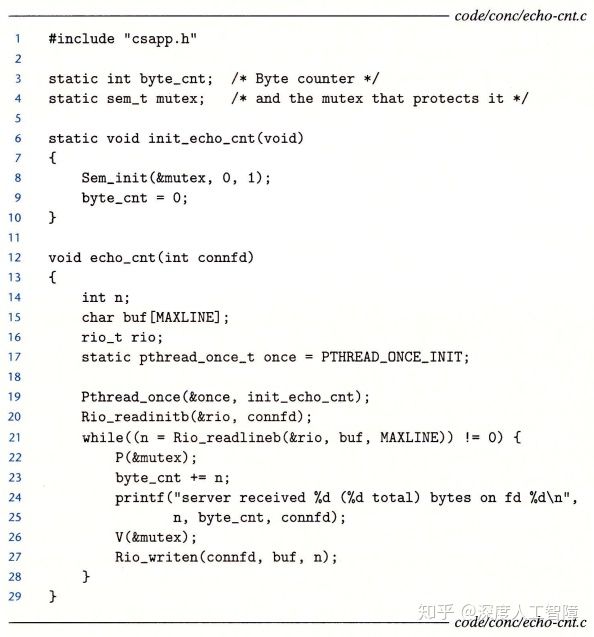 code/conc/echo-cnt.c
1 #include "csapp.h"
2
3 static int byte_cnt;  /* Byte counter */
4 static sem_t mutex;   /* and the mutex that protects it */
5
6 static void init_echo_cnt(void)
7 {
8     Sem_init(&mutex, 0, 1);
9     byte_cnt = 0;
10 }
11
12 void echo_cnt(int connfd)
13 {
14     int n;
15     char buf[MAXLINE];
16     rio_t rio;
17     static pthread_once_t once = PTHREAD_ONCE_INIT;
18
19     Pthread_once(&once, init_echo_cnt);
20     Rio_readinitb(&rio, connfd);
21     while((n = Rio_readlineb(&rio, buf, MAXLINE)) != 0) {
22         P(&mutex);
23         byte_cnt += n;
24         printf("server received %d (%d total) bytes on fd %d\n",
25                n, byte_cnt, connfd);
26         V(&mutex);
27         Rio_writen(connfd, buf, n);
28     }
29 }
知乎 @深度人工智障
code/conc/echo-cnt.c